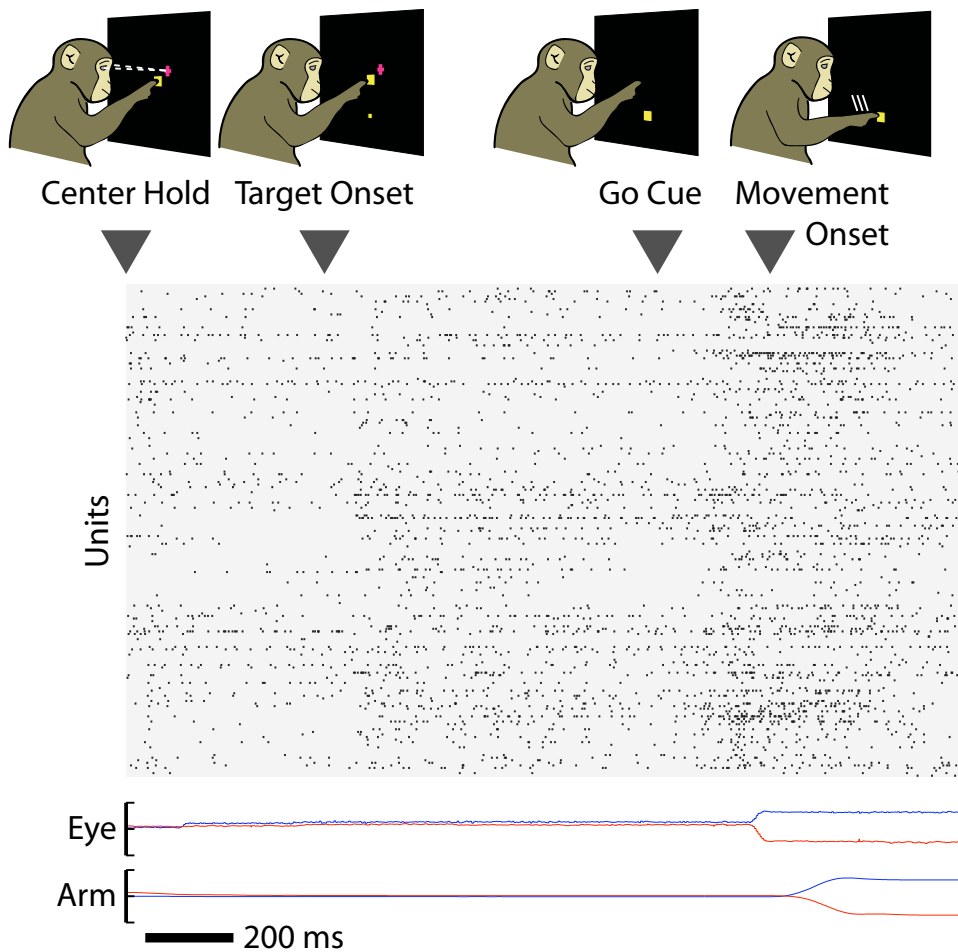 Center Hold
Target Onset
Go Cue
Movement
Onset
Units
Eye
Arm
200 ms